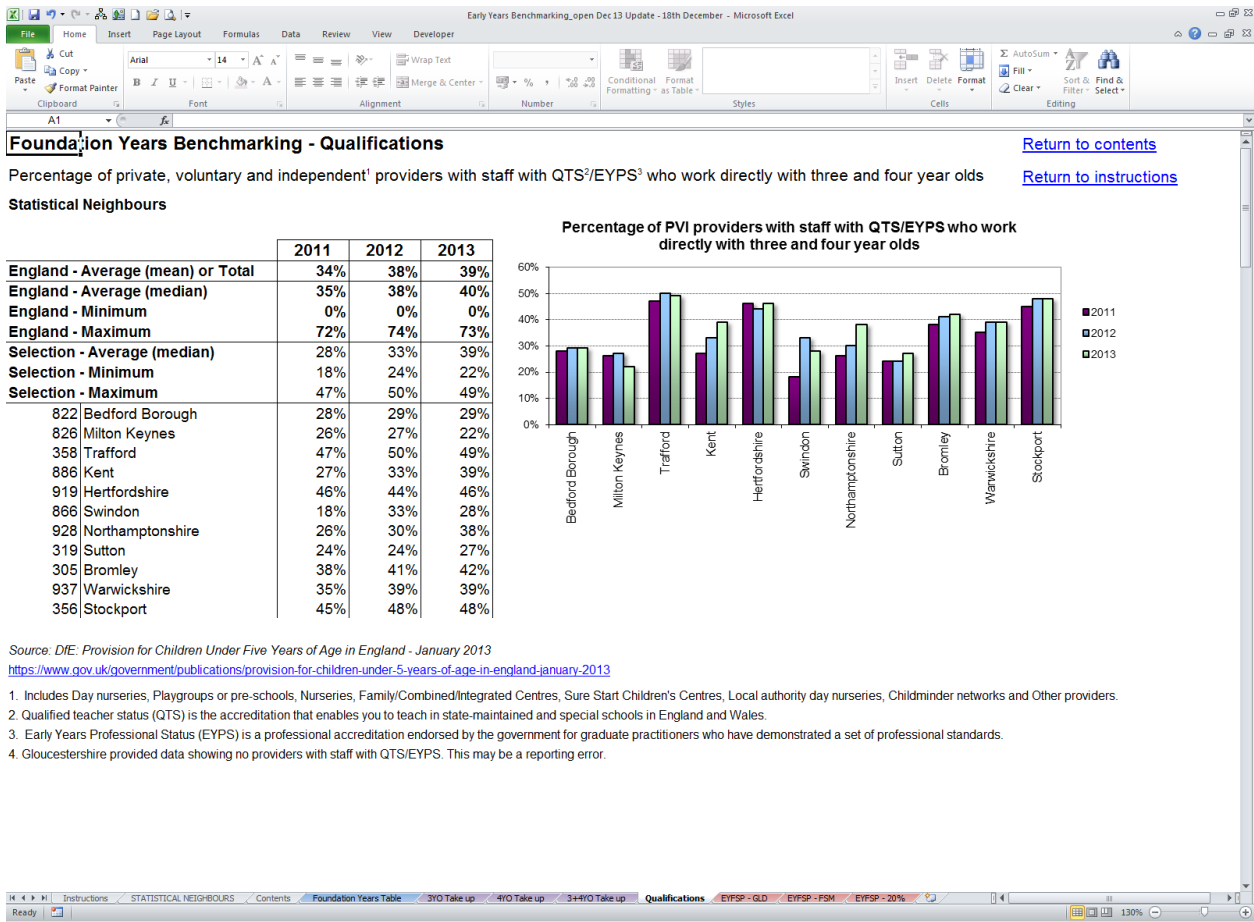 Early Years Benchmarking_open Dec 13 Update - 18th December - Microsoft Excel
File Home Insert Page Layout Formulas Data Review View Developer
Paste
Cut
Copy
Format Painter
Clipboard
Arial 14
B I U
Font
Wrap Text
Merge & Center
Alignment
%
Number
Conditional Formatting
Format as Table
Styles
Insert Delete Format
Cells
Σ AutoSum
Fill
Clear
Sort & Filter
Find & Select
Editing
A1 fx
Foundation Years Benchmarking - Qualifications
Return to contents
Percentage of private, voluntary and independent¹ providers with staff with QTS²/EYPS³ who work directly with three and four year olds
Return to instructions
Statistical Neighbours
2011 2012 2013
England - Average (mean) or Total 34% 38% 39%
England - Average (median) 35% 38% 40%
England - Minimum 0% 0% 0%
England - Maximum 72% 74% 73%
Selection - Average (median) 28% 33% 39%
Selection - Minimum 18% 24% 22%
Selection - Maximum 47% 50% 49%
822 Bedford Borough 28% 29% 29%
826 Milton Keynes 26% 27% 22%
358 Trafford 47% 50% 49%
886 Kent 27% 33% 39%
919 Hertfordshire 46% 44% 46%
866 Swindon 18% 33% 28%
928 Northamptonshire 26% 30% 38%
319 Sutton 24% 24% 27%
305 Bromley 38% 41% 42%
937 Warwickshire 35% 39% 39%
356 Stockport 45% 48% 48%
Percentage of PVI providers with staff with QTS/EYPS who work
directly with three and four year olds
60%
50%
40%
30%
20%
10%
0%
Bedford Borough
Milton Keynes
Trafford
Kent
Hertfordshire
Swindon
Northamptonshire
Sutton
Bromley
Warwickshire
Stockport
2011
2012
2013
Source: DfE: Provision for Children Under Five Years of Age in England - January 2013
https://www.gov.uk/government/publications/provision-for-children-under-5-years-of-age-in-england-january-2013
1. Includes Day nurseries, Playgroups or pre-schools, Nurseries, Family/Combined/Integrated Centres, Sure Start Children's Centres, Local authority day nurseries, Childminder networks and Other providers.
2. Qualified teacher status (QTS) is the accreditation that enables you to teach in state-maintained and special schools in England and Wales.
3. Early Years Professional Status (EYPS) is a professional accreditation endorsed by the government for graduate practitioners who have demonstrated a set of professional standards.
4. Gloucestershire provided data showing no providers with staff with QTS/EYPS. This may be a reporting error.
Instructions STATISTICAL NEIGHBOURS Contents Foundation Years Table 3YO Take up 4YO Take up 3+4YO Take up Qualifications EYFSP - GLD EYFSP - FSM EYFSP - 20%
Ready 130%